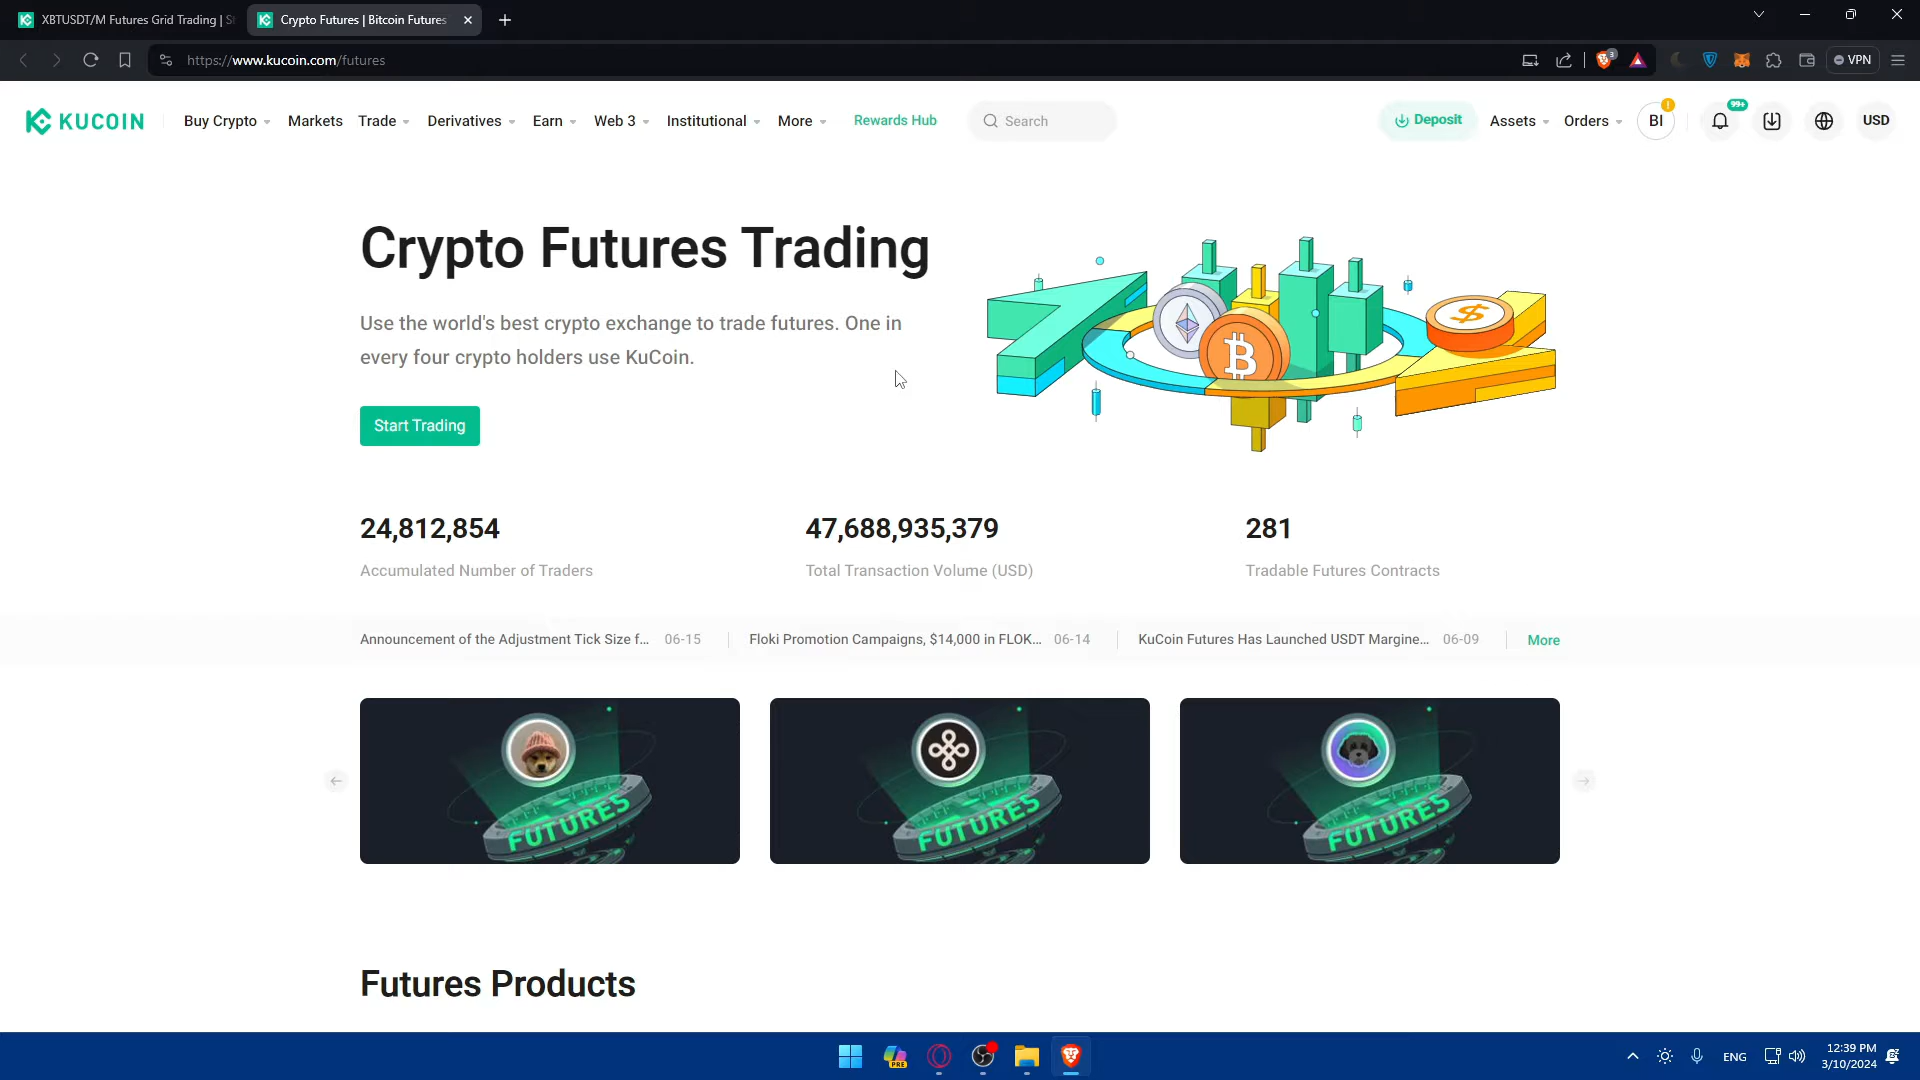 XBTUSDT/M Futures Grid Trading | S
Crypto Futures | Bitcoin Futures
https://www.kucoin.com/futures
3
VPN
KUCOIN
Buy Crypto
Markets
Trade
Derivatives
Earn
Web 3
Institutional
More
Rewards Hub
Search
Deposit
Assets
Orders
BI
!
99+
USD
Crypto Futures Trading
Use the world's best crypto exchange to trade futures. One in
every four crypto holders use KuCoin.
Start Trading
24,812,854
47,688,935,379
281
Accumulated Number of Traders
Total Transaction Volume (USD)
Tradable Futures Contracts
Announcement of the Adjustment Tick Size f... 06-15
Floki Promotion Campaigns, $14,000 in FLOK... 06-14
KuCoin Futures Has Launched USDT Margine... 06-09
More
FUTURES
FUTURES
FUTURES
Futures Products
PRE
ENG
12:39 PM
3/10/2024